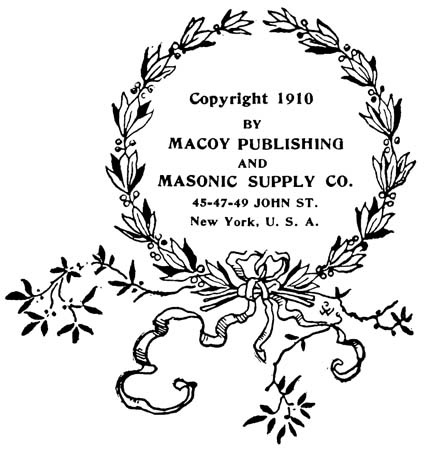 Copyright 1910
BY
MACOY PUBLISHING
AND
MASONIC SUPPLY CO.
45-47-49 JOHN ST.
New York, U. S. A.